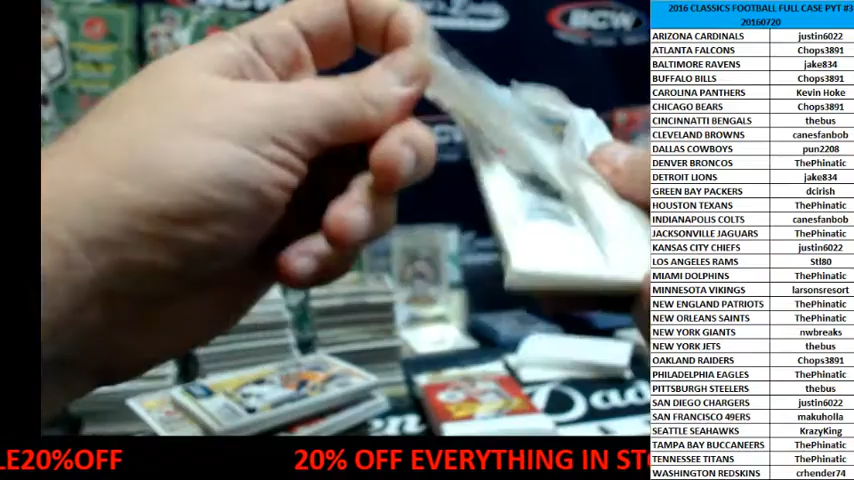 2016 CLASSICS FOOTBALL FULL CASE PYT #3
20160720
ARIZONA CARDINALS justin6022
ATLANTA FALCONS Chops3891
BALTIMORE RAVENS jake834
BUFFALO BILLS Chops3891
CAROLINA PANTHERS Kevin Hoke
CHICAGO BEARS Chops3891
CINCINNATI BENGALS thebus
CLEVELAND BROWNS canesfanbob
DALLAS COWBOYS pun2208
DENVER BRONCOS ThePhinatic
DETROIT LIONS jake834
GREEN BAY PACKERS dcirish
HOUSTON TEXANS ThePhinatic
INDIANAPOLIS COLTS canesfanbob
JACKSONVILLE JAGUARS ThePhinatic
KANSAS CITY CHIEFS justin6022
LOS ANGELES RAMS Stl80
MIAMI DOLPHINS ThePhinatic
MINNESOTA VIKINGS larsonsresort
NEW ENGLAND PATRIOTS ThePhinatic
NEW ORLEANS SAINTS ThePhinatic
NEW YORK GIANTS nwbreaks
NEW YORK JETS thebus
OAKLAND RAIDERS Chops3891
PHILADELPHIA EAGLES ThePhinatic
PITTSBURGH STEELERS thebus
SAN DIEGO CHARGERS justin6022
SAN FRANCISCO 49ERS makuholla
SEATTLE SEAHAWKS KrazyKing
TAMPA BAY BUCCANEERS ThePhinatic
TENNESSEE TITANS ThePhinatic
WASHINGTON REDSKINS crhender74
BCW
LE20%OFF 20% OFF EVERYTHING IN STO